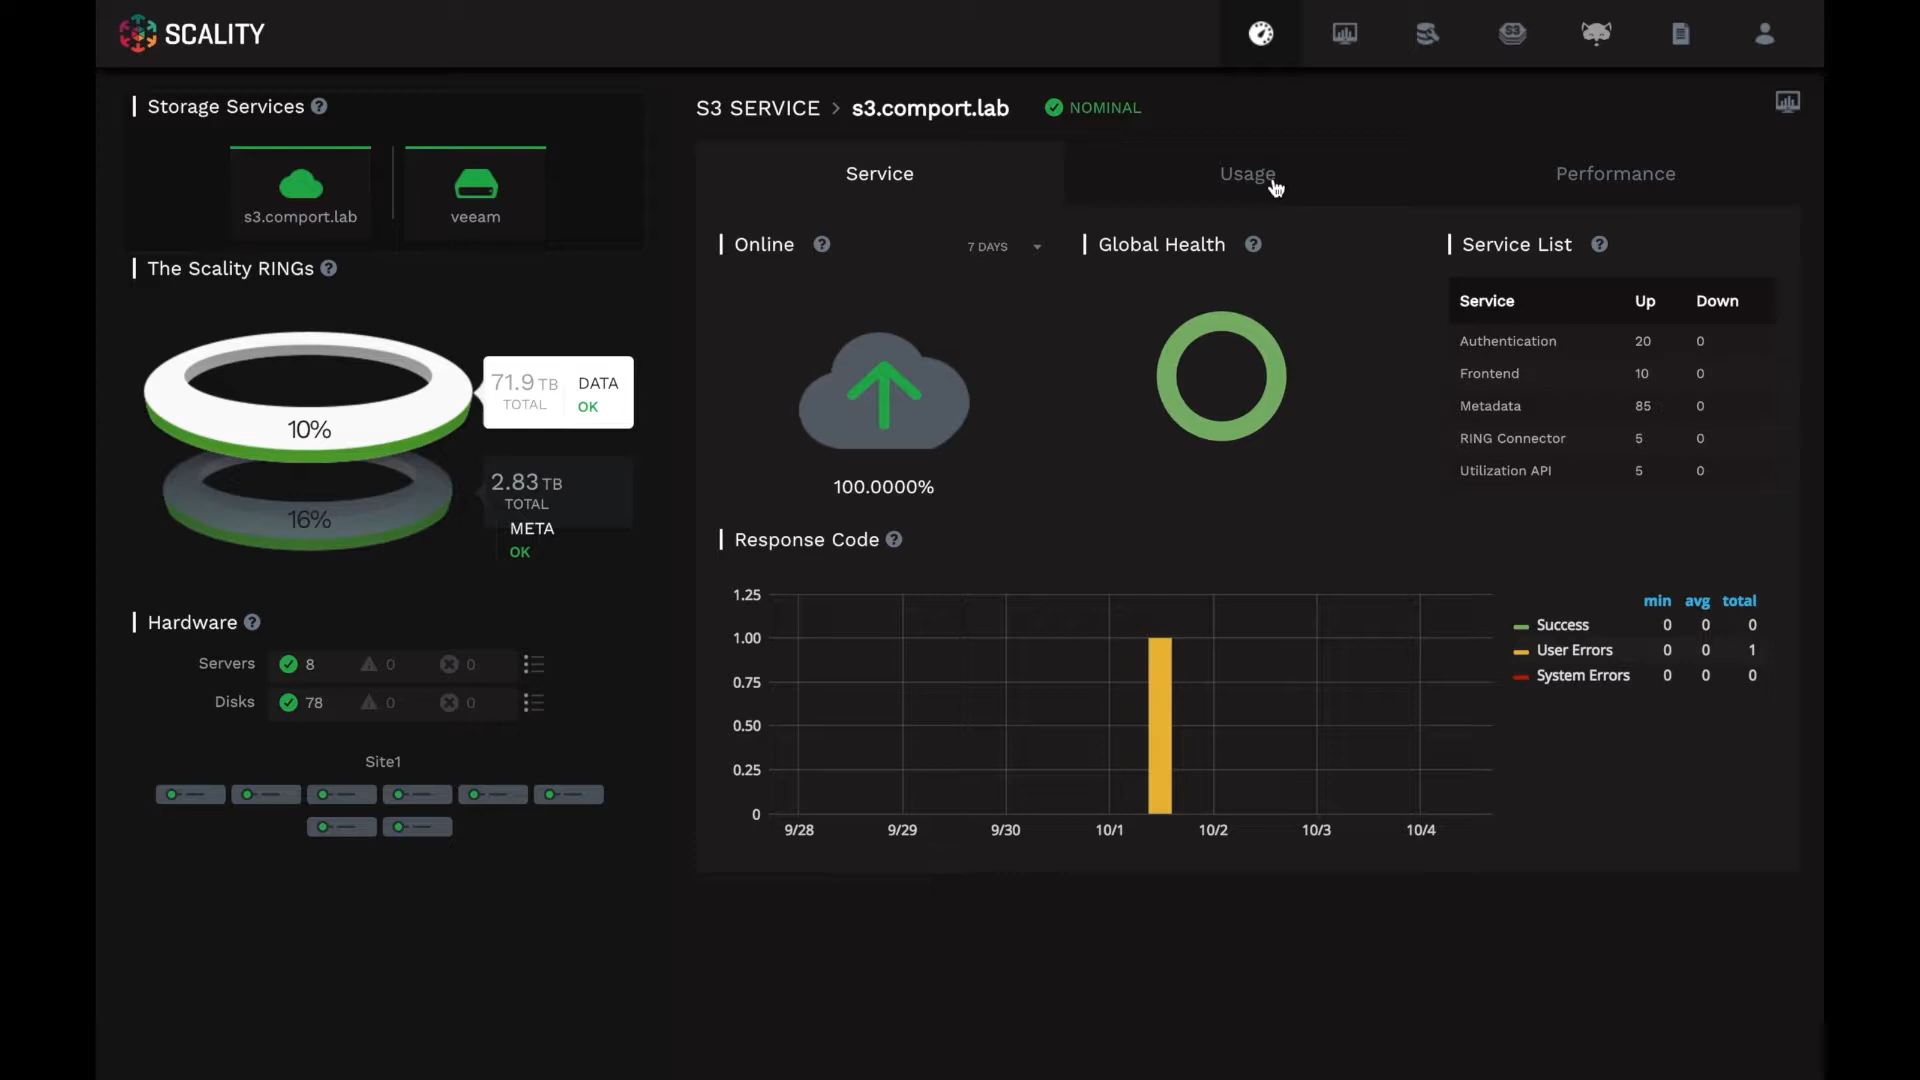 SCALITY
S3
Storage Services
s3.comport.lab
veeam
The Scality RINGs
10%
71.9 TB
TOTAL
DATA
OK
16%
2.83 TB
TOTAL
META
OK
Hardware
Servers 8 0 0
Disks 78 0 0
Site1
S3 SERVICE > s3.comport.lab NOMINAL
Service Usage Performance
Online 7 DAYS
100.0000%
Global Health
Service List
Service Up Down
Authentication 20 0
Frontend 10 0
Metadata 85 0
RING Connector 5 0
Utilization API 5 0
Response Code
1.25
1.00
0.75
0.50
0.25
0
9/28 9/29 9/30 10/1 10/2 10/3 10/4
min avg total
Success 0 0 0
User Errors 0 0 1
System Errors 0 0 0